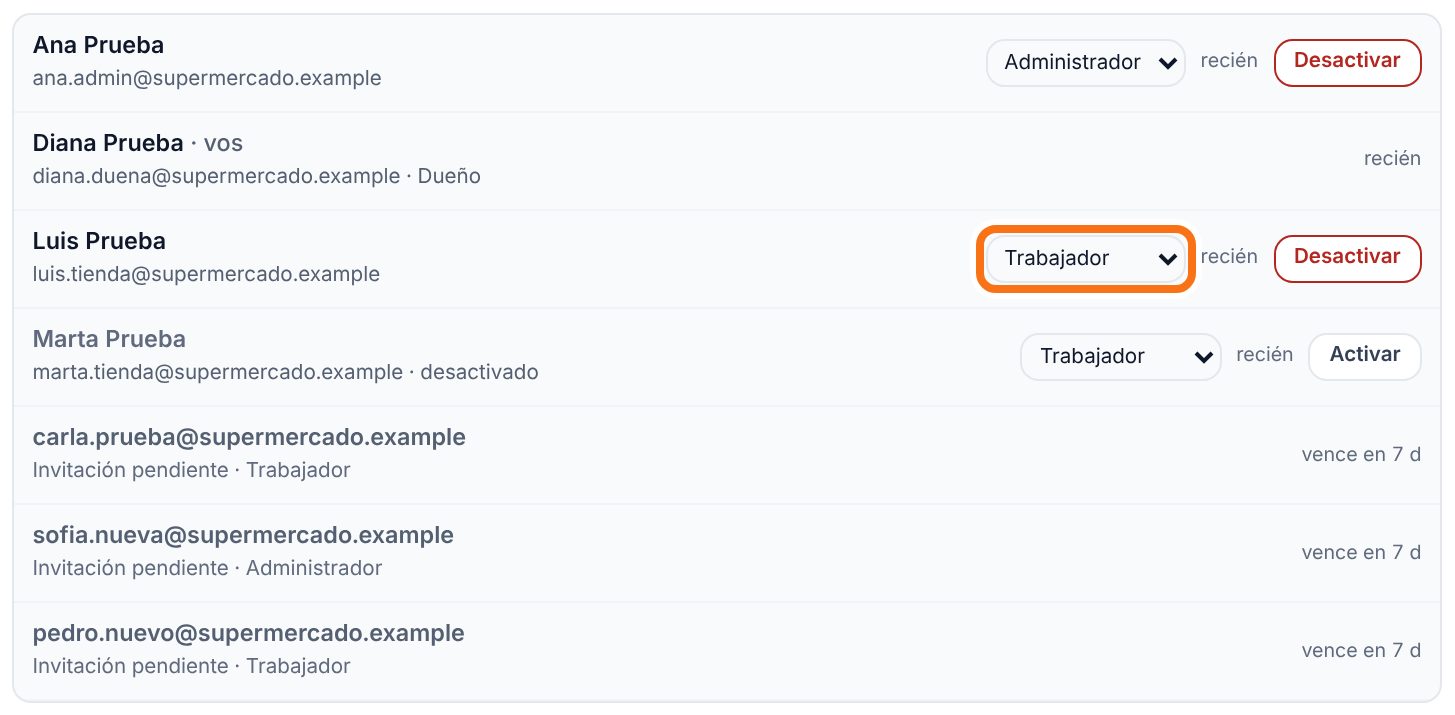 Ana Prueba
ana.admin@supermercado.example
Administrador
recién
Desactivar
Diana Prueba · vos
diana.duena@supermercado.example · Dueño
recién
Luis Prueba
luis.tienda@supermercado.example
Trabajador
recién
Desactivar
Marta Prueba
marta.tienda@supermercado.example · desactivado
Trabajador
recién
Activar
carla.prueba@supermercado.example
Invitación pendiente · Trabajador
vence en 7 d
sofia.nueva@supermercado.example
Invitación pendiente · Administrador
vence en 7 d
pedro.nuevo@supermercado.example
Invitación pendiente · Trabajador
vence en 7 d